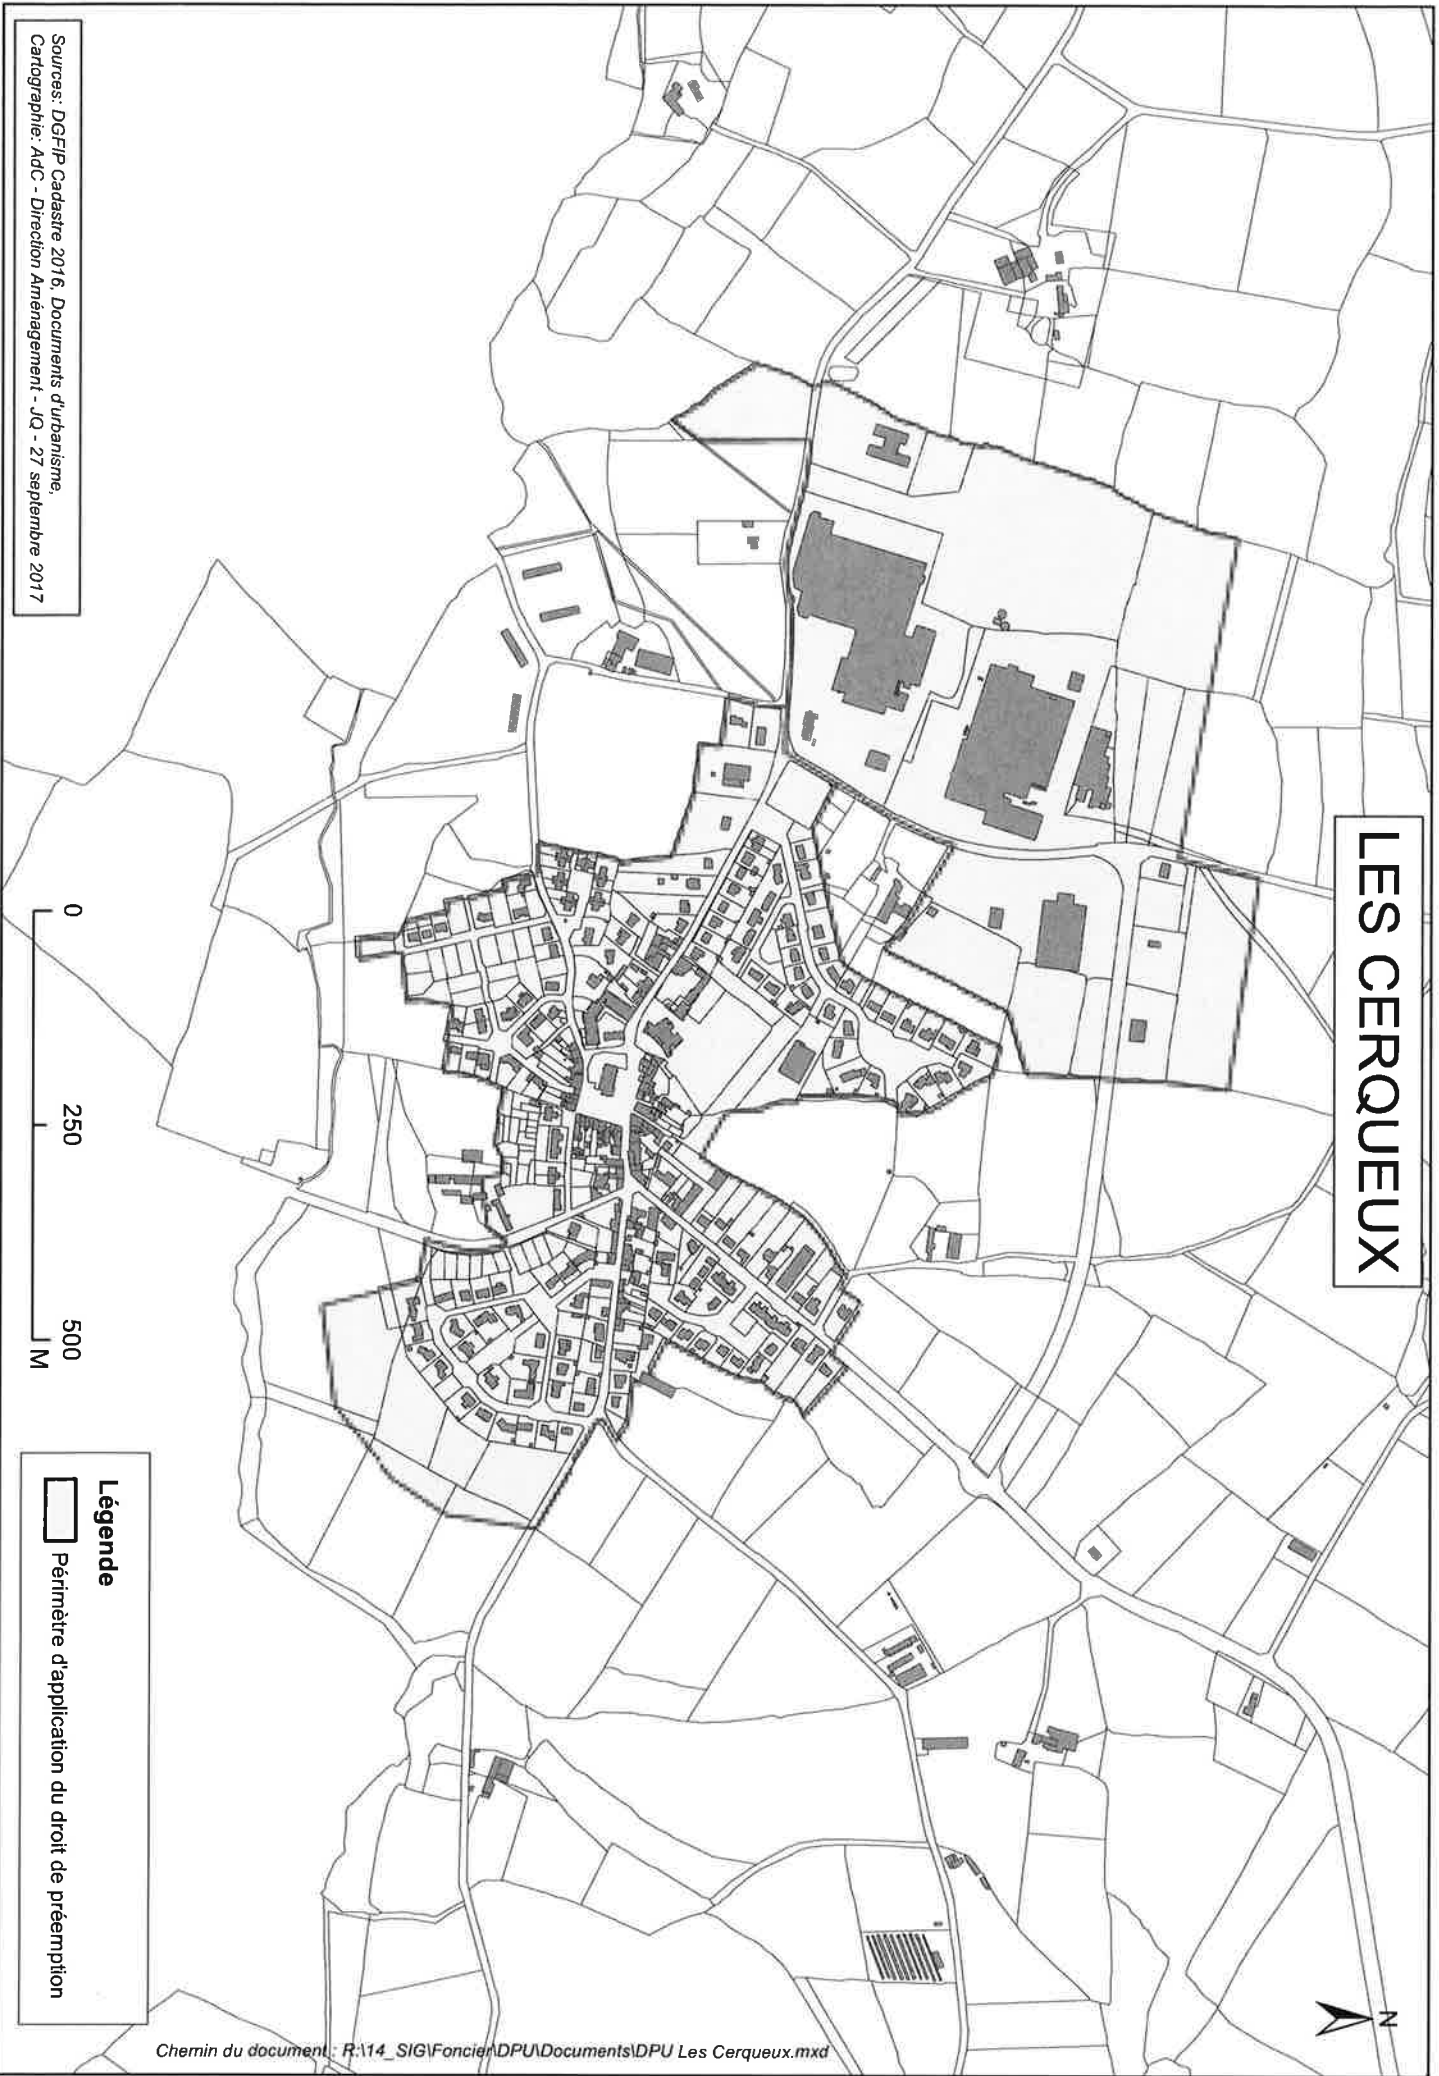 LES CERQUEUX
N
Sources: DGFIP Cadastre 2016, Documents d'urbanisme,
Cartographie: AdC - Direction Aménagement - JQ - 27 septembre 2017
0 250 500
M
Légende
Périmètre d'application du droit de préemption
Chemin du document : R:\14_SIG\Foncier\DPU\Documents\DPU Les Cerqueux.mxd